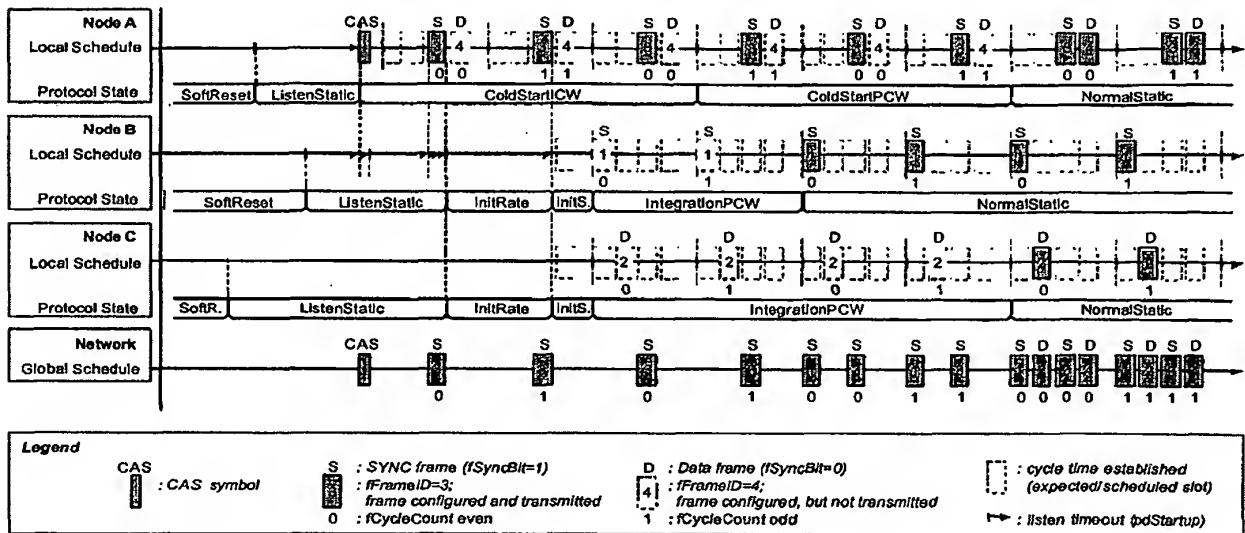 Node A
CAS S D S D S D S D S D S D S D S D
Local Schedule
4 4 4 4 4 4
0 0 1 1 0 0 1 1 0 0 1 1 0 0 1 1
Protocol State
SoftReset ListenStatic ColdStartICW ColdStartPCW NormalStatic
Node B
S S S S S S
Local Schedule
1 1
0 1 0 1 0 1
Protocol State
SoftReset ListenStatic InitRate InitS. IntegrationPCW NormalStatic
Node C
D D D D D D
Local Schedule
2 2 2 2
0 1 0 1 0 1
Protocol State
SoftR. ListenStatic InitRate InitS. IntegrationPCW NormalStatic
Network
CAS S S S S S S S S S D S D S D S D
Global Schedule
0 1 0 1 0 0 1 1 0 0 0 0 1 1 1 1
Legend
CAS
: CAS symbol
S : SYNC frame (fSyncBit=1)
: fFrameID=3;
frame configured and transmitted
0 : fCycleCount even
D : Data frame (fSyncBit=0)
4 : fFrameID=4;
frame configured, but not transmitted
1 : fCycleCount odd
: cycle time established
(expected/scheduled slot)
: listen timeout (pdStartup)